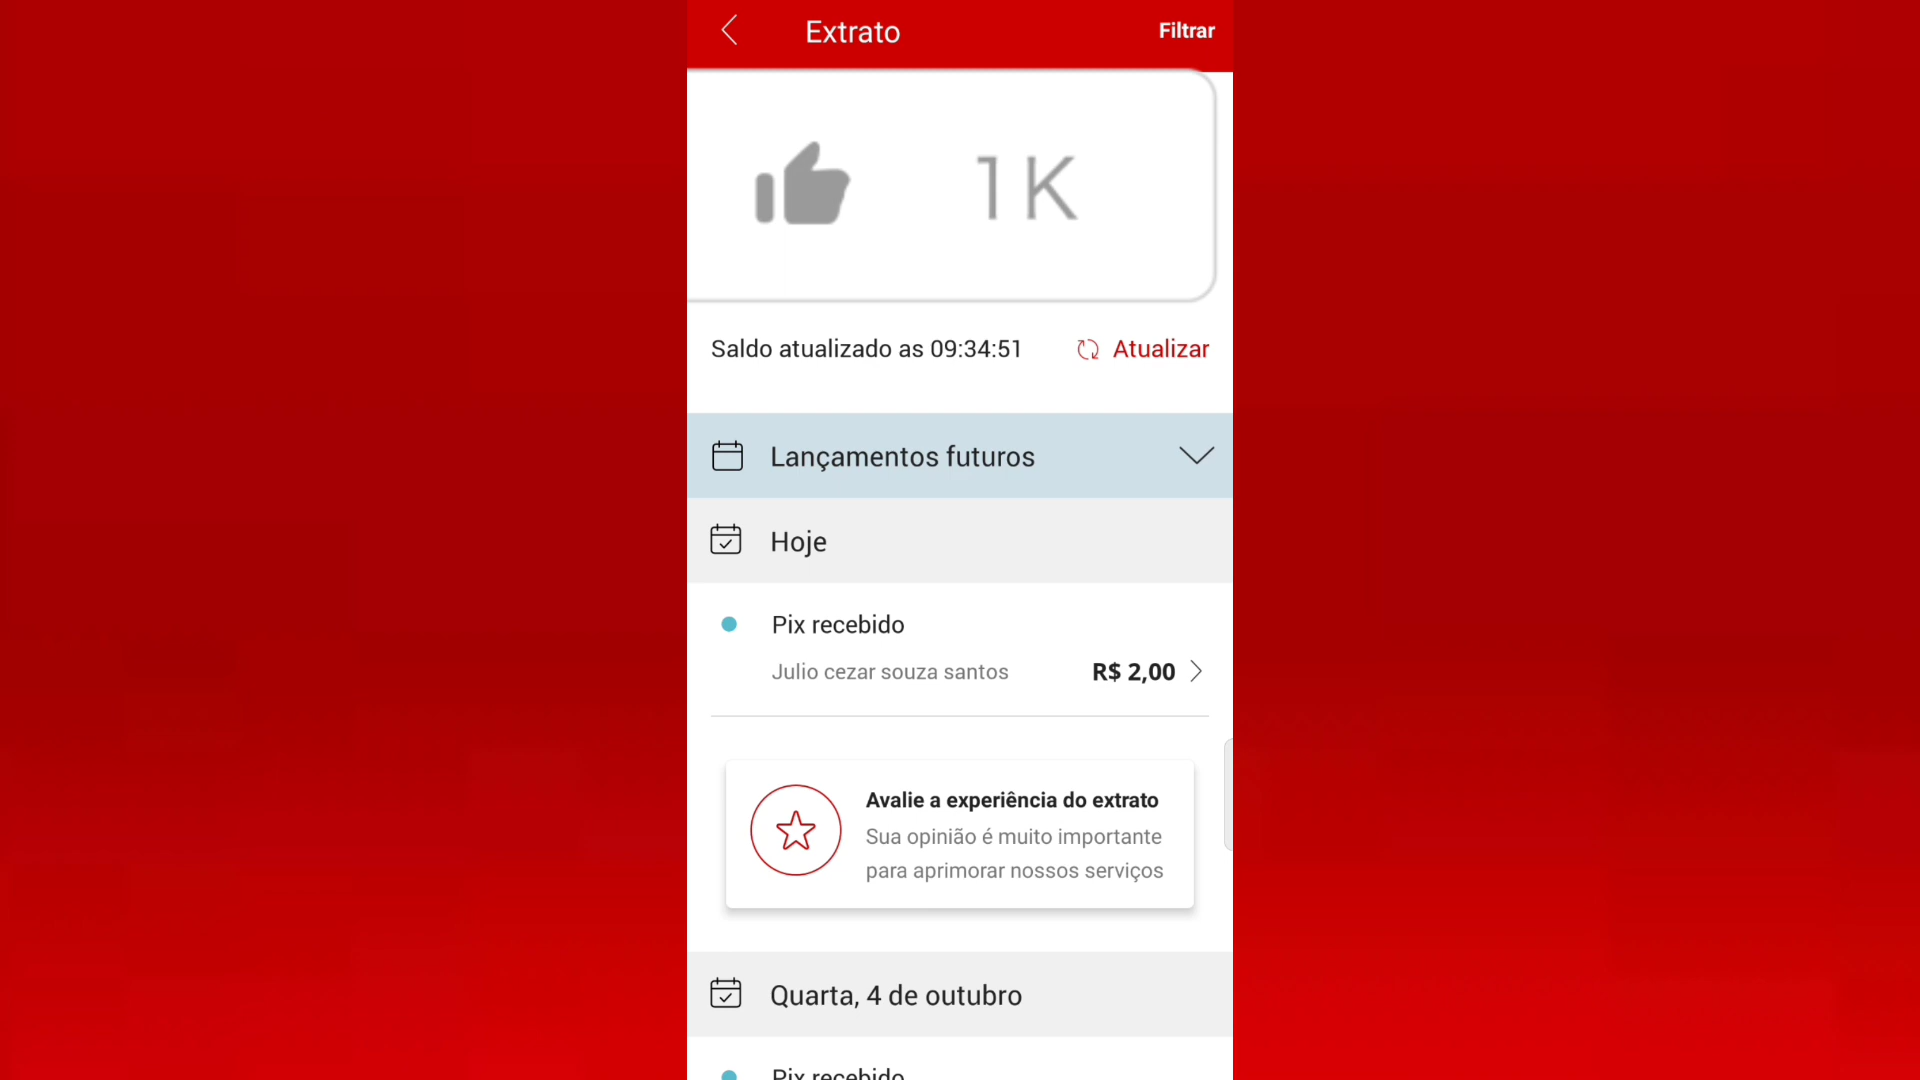 Extrato
Filtrar
1K
Saldo atualizado as 09:34:51
Atualizar
Lançamentos futuros
Hoje
Pix recebido
Julio cezar souza santos
R$ 2,00
Avalie a experiência do extrato
Sua opinião é muito importante
para aprimorar nossos serviços
Quarta, 4 de outubro
Pix recebido